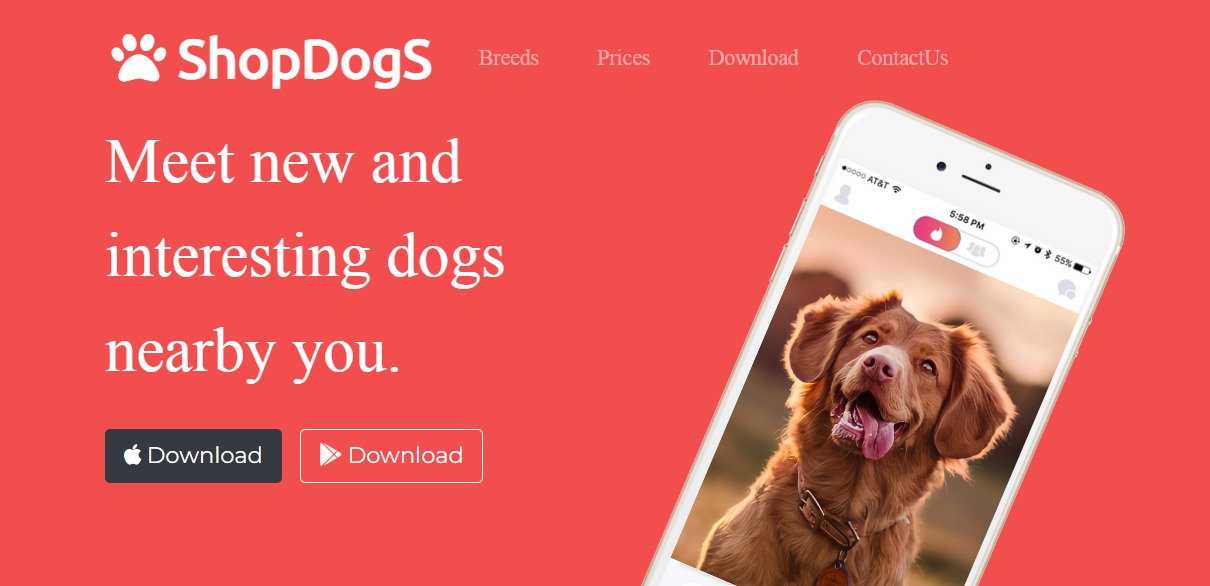 ShopDogS
Breeds
Prices
Download
ContactUs
Meet new and
interesting dogs
nearby you.
Download
Download
AT&T
5:58 PM
55%